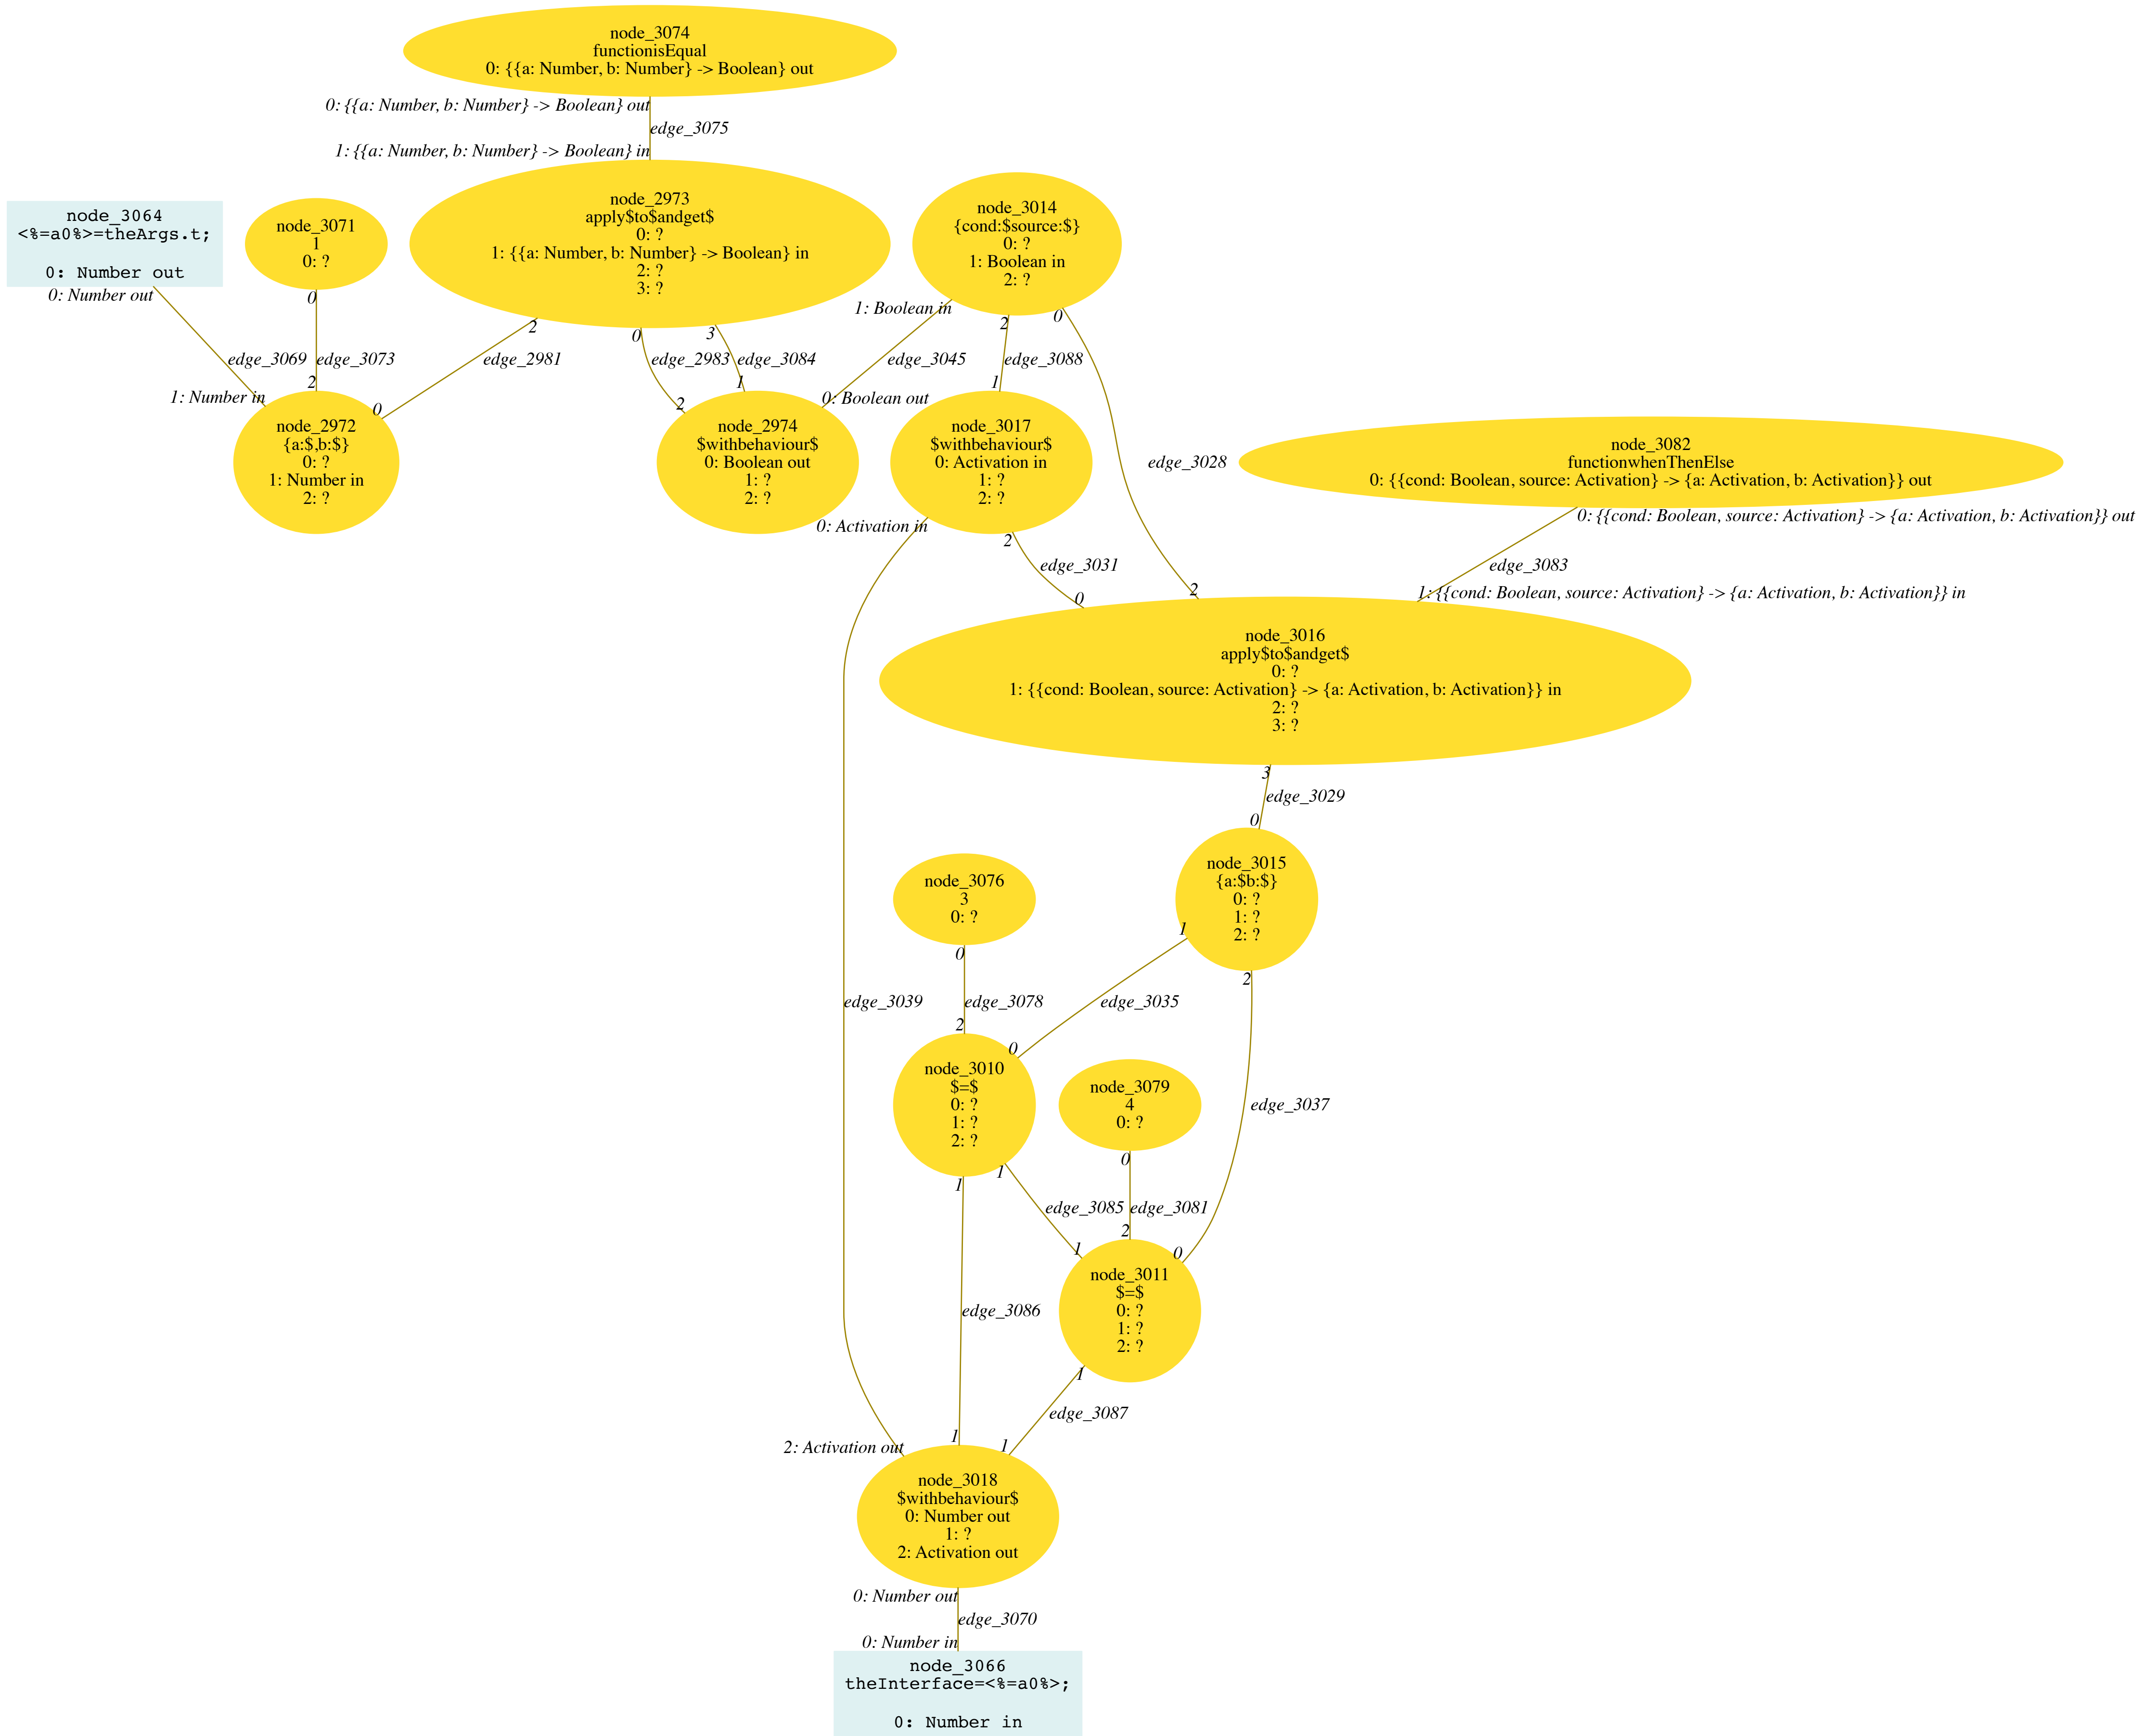 node_3074
functionisEqual
0: {{a: Number, b: Number} -> Boolean} out
0: {{a: Number, b: Number} -> Boolean} out
edge_3075
1: {{a: Number, b: Number} -> Boolean} in
node_3064
<%=a0%>=theArgs.t;
0: Number out
0: Number out
node_3071
1
0: ?
0
node_2973
apply$to$andget$
0: ?
1: {{a: Number, b: Number} -> Boolean} in
2: ?
3: ?
2
0
3
node_3014
{cond:$source:$}
0: ?
1: Boolean in
2: ?
1: Boolean in
2
0
edge_3069
edge_3073
edge_2981
edge_2983
edge_3084
edge_3045
edge_3088
edge_3028
1: Number in
2
0
2
1
0: Boolean out
1
node_2972
{a:$,b:$}
0: ?
1: Number in
2: ?
node_2974
$withbehaviour$
0: Boolean out
1: ?
2: ?
node_3017
$withbehaviour$
0: Activation in
1: ?
2: ?
0: Activation in
2
node_3082
functionwhenThenElse
0: {{cond: Boolean, source: Activation} -> {a: Activation, b: Activation}} out
0: {{cond: Boolean, source: Activation} -> {a: Activation, b: Activation}} out
edge_3031
edge_3083
0
2
1: {{cond: Boolean, source: Activation} -> {a: Activation, b: Activation}} in
node_3016
apply$to$andget$
0: ?
1: {{cond: Boolean, source: Activation} -> {a: Activation, b: Activation}} in
2: ?
3: ?
3
edge_3029
0
node_3076
3
0: ?
0
node_3015
{a:$b:$}
0: ?
1: ?
2: ?
1
2
edge_3039
edge_3078
edge_3035
2
0
node_3010
$=$
0: ?
1: ?
2: ?
1
1
node_3079
4
0: ?
0
edge_3037
edge_3085
edge_3081
1
2
0
node_3011
$=$
0: ?
1: ?
2: ?
1
edge_3086
edge_3087
2: Activation out
1
1
node_3018
$withbehaviour$
0: Number out
1: ?
2: Activation out
0: Number out
edge_3070
0: Number in
node_3066
theInterface=<%=a0%>;
0: Number in